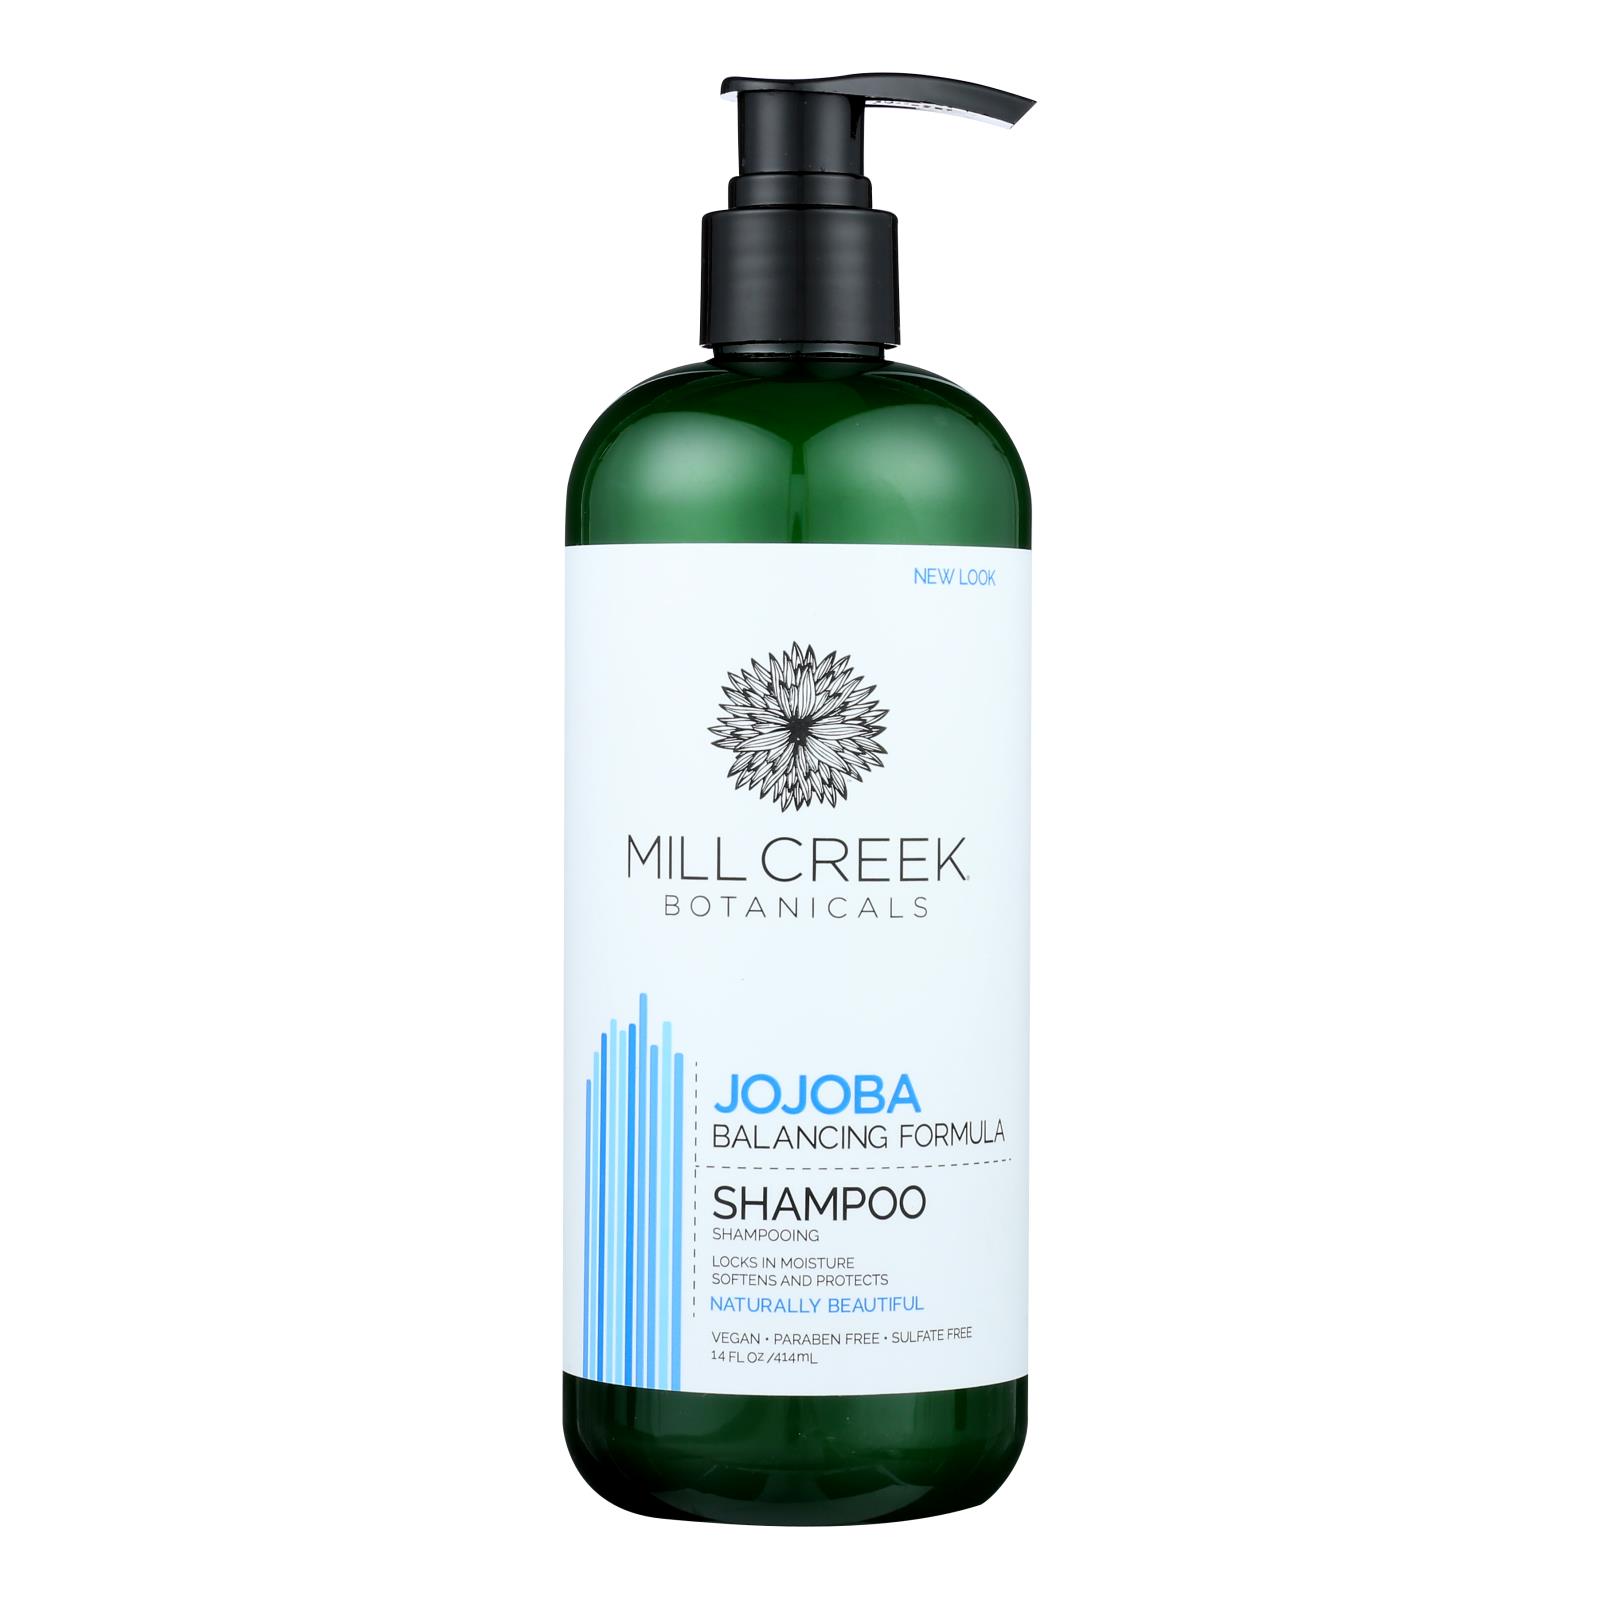 NEW LOOK
MILL CREEK®
BOTANICALS
JOJOBA
BALANCING FORMULA
SHAMPOO
SHAMPOOING
LOCKS IN MOISTURE
SOFTENS AND PROTECTS
NATURALLY BEAUTIFUL
VEGAN • PARABEN FREE • SULFATE FREE
14 FL Oz /414mL